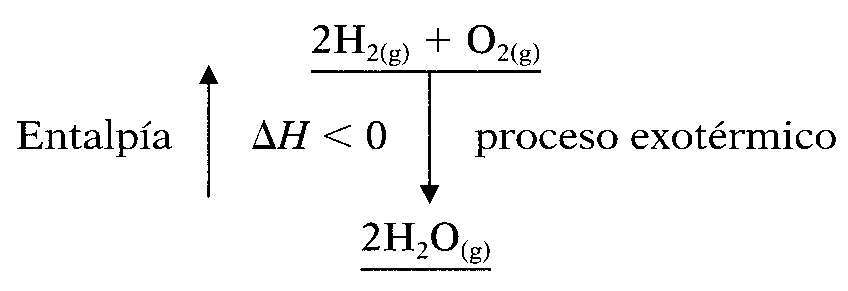 2H₂(g) + O₂(g)
Entalpía ΔH < 0 proceso exotérmico
2H₂O(g)